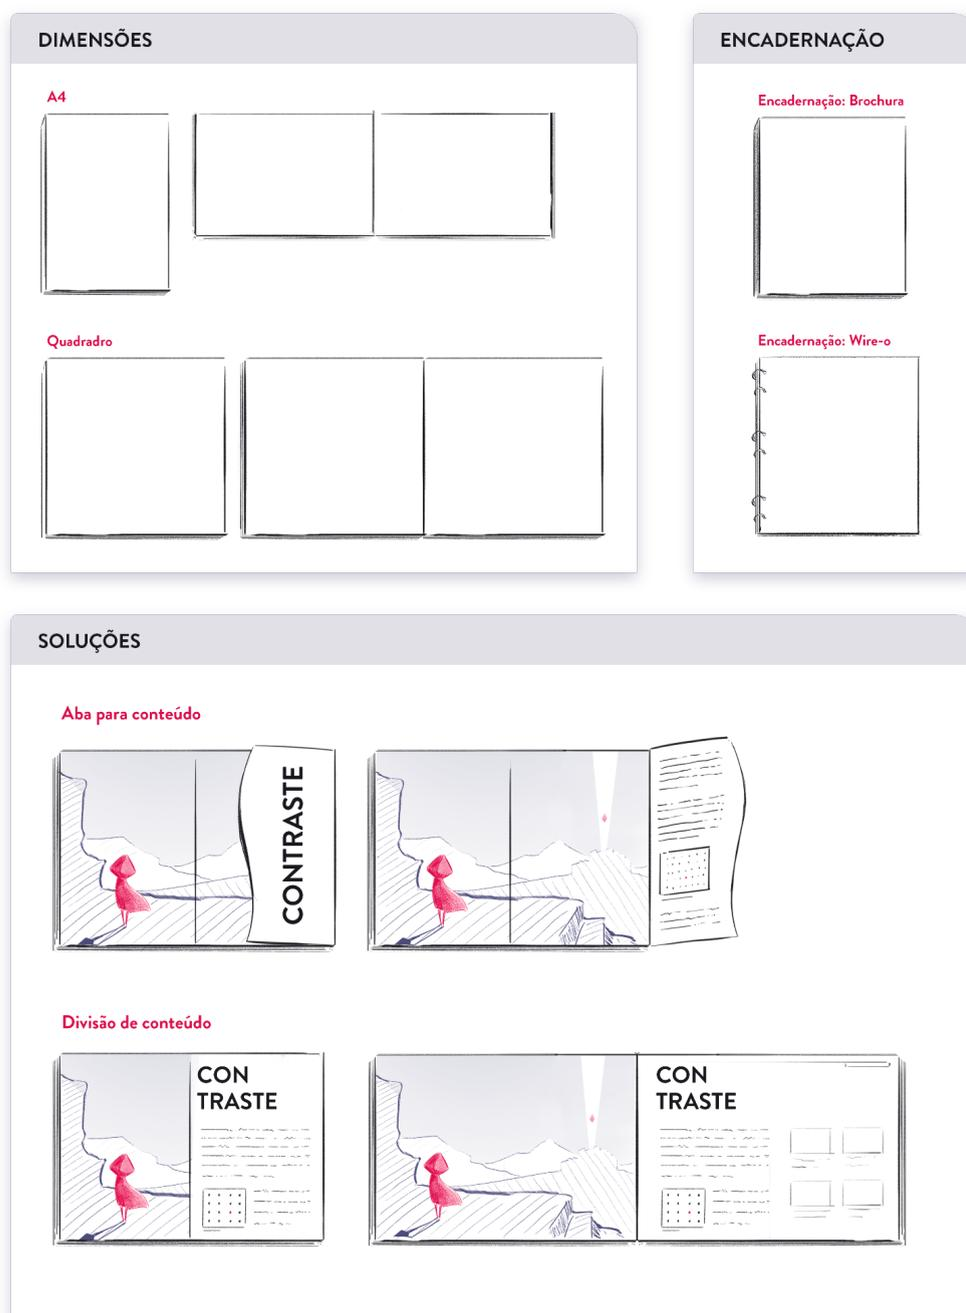 DIMENSÕES
A4
Quadradro
ENCADERNAÇÃO
Encadernação: Brochura
Encadernação: Wire-o
SOLUÇÕES
Aba para conteúdo
CONTRASTE
Divisão de conteúdo
CON
TRASTE
CON
TRASTE